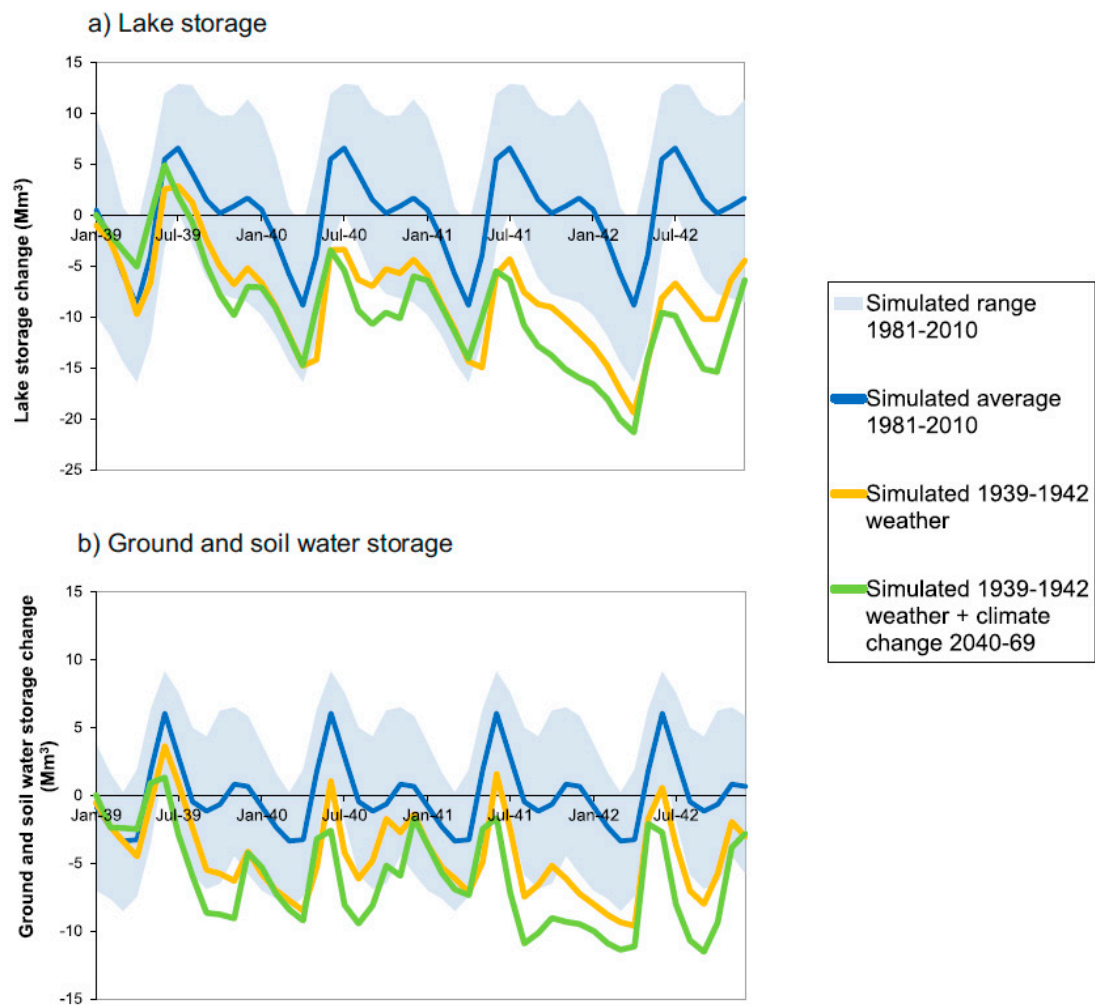 a) Lake storage
15
10
5
0
-5
-10
-15
-20
-25
Lake storage change (Mm³)
Jan-39
Jul-39
Jan-40
Jul-40
Jan-41
Jul-41
Jan-42
Jul-42
Simulated range
1981-2010
Simulated average
1981-2010
Simulated 1939-1942
weather
Simulated 1939-1942
weather + climate
change 2040-69
b) Ground and soil water storage
15
10
5
0
-5
-10
-15
Ground and soil water storage change
(Mm³)
Jan-39
Jul-39
Jan-40
Jul-40
Jan-41
Jul-41
Jan-42
Jul-42